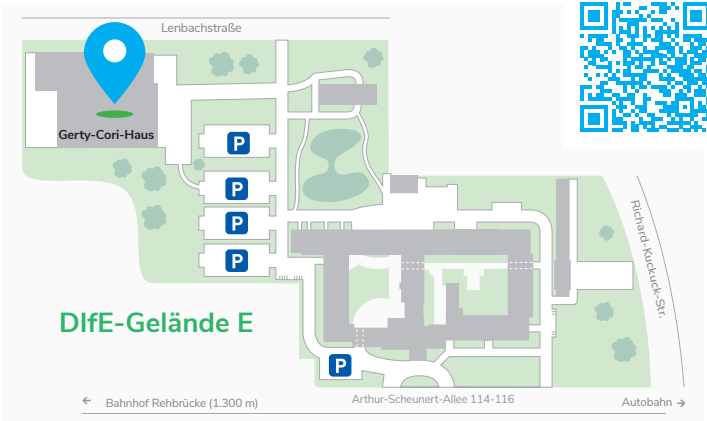 Lenbachstraße
Gerty-Cori-Haus
P
P
P
P
Richard-Kuckuck-Str.
DIfE-Gelände E
P
← Bahnhof Rehbrücke (1.300 m)
Arthur-Scheunert-Allee 114-116
Autobahn →